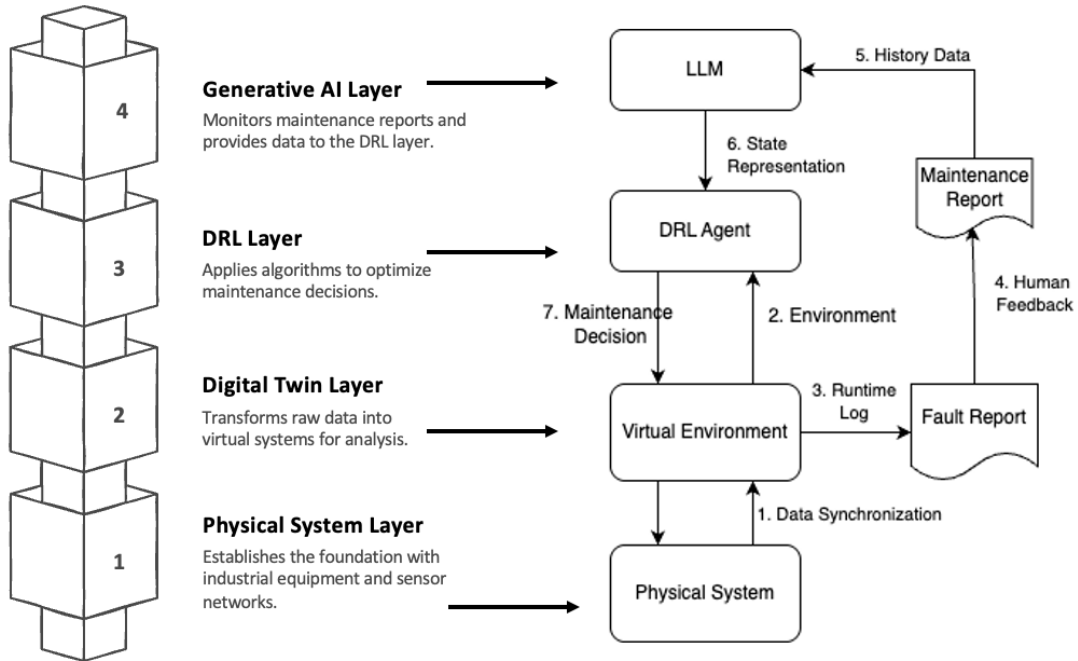 4
Generative AI Layer
Monitors maintenance reports and
provides data to the DRL layer.
3
DRL Layer
Applies algorithms to optimize
maintenance decisions.
2
Digital Twin Layer
Transforms raw data into
virtual systems for analysis.
1
Physical System Layer
Establishes the foundation with
industrial equipment and sensor
networks.
LLM
5. History Data
6. State
Representation
Maintenance
Report
DRL Agent
4. Human
Feedback
7. Maintenance
Decision
2. Environment
3. Runtime
Log
Virtual Environment
Fault Report
1. Data Synchronization
Physical System